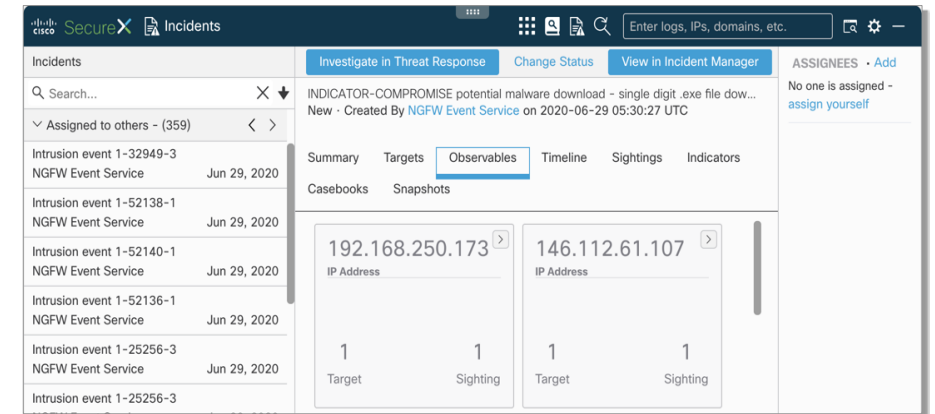 cisco SecureX Incidents
Enter logs, IPs, domains, etc.
Incidents
Search...
Assigned to others - (359)
Intrusion event 1-32949-3
NGFW Event Service Jun 29, 2020
Intrusion event 1-52138-1
NGFW Event Service Jun 29, 2020
Intrusion event 1-52140-1
NGFW Event Service Jun 29, 2020
Intrusion event 1-52136-1
NGFW Event Service Jun 29, 2020
Intrusion event 1-25256-3
NGFW Event Service Jun 29, 2020
Intrusion event 1-25256-3
Investigate in Threat Response Change Status View in Incident Manager
INDICATOR-COMPROMISE potential malware download - single digit .exe file dow...
New · Created By NGFW Event Service on 2020-06-29 05:30:27 UTC
Summary Targets Observables Timeline Sightings Indicators
Casebooks Snapshots
192.168.250.173
IP Address
1 1
Target Sighting
146.112.61.107
IP Address
1 1
Target Sighting
ASSIGNEES · Add
No one is assigned -
assign yourself